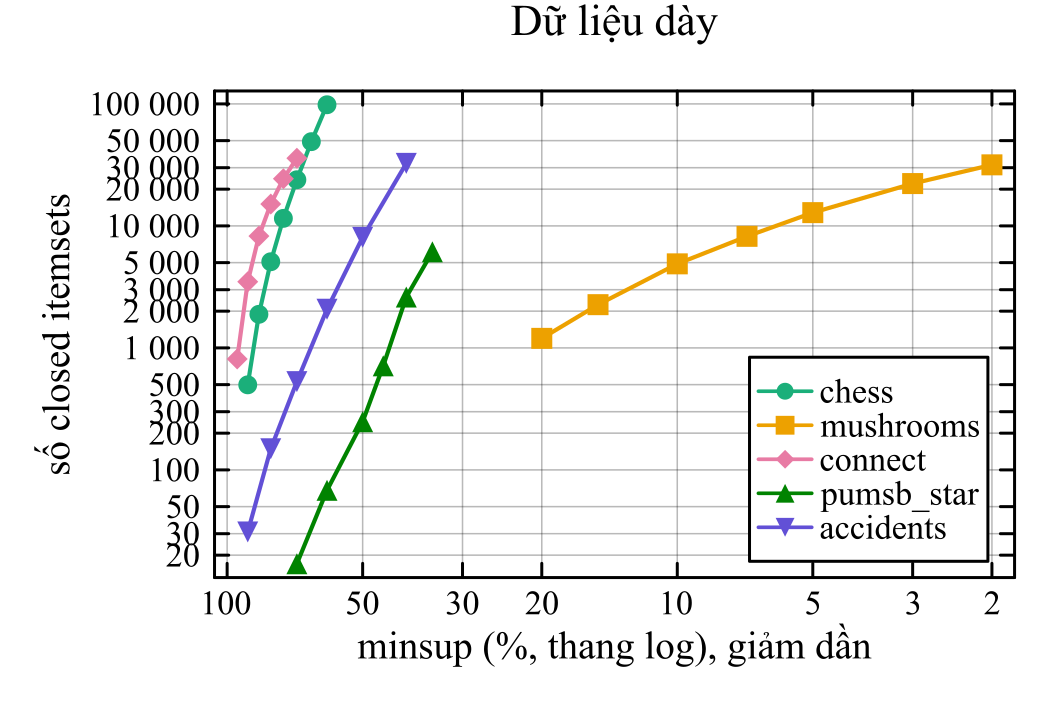 Dữ liệu dày
số closed itemsets
100 000
50 000
30 000
20 000
10 000
5 000
3 000
2 000
1 000
500
300
200
100
50
30
20
100 50 30 20 10 5 3 2
minsup (%, thang log), giảm dần
chess
mushrooms
connect
pumsb_star
accidents